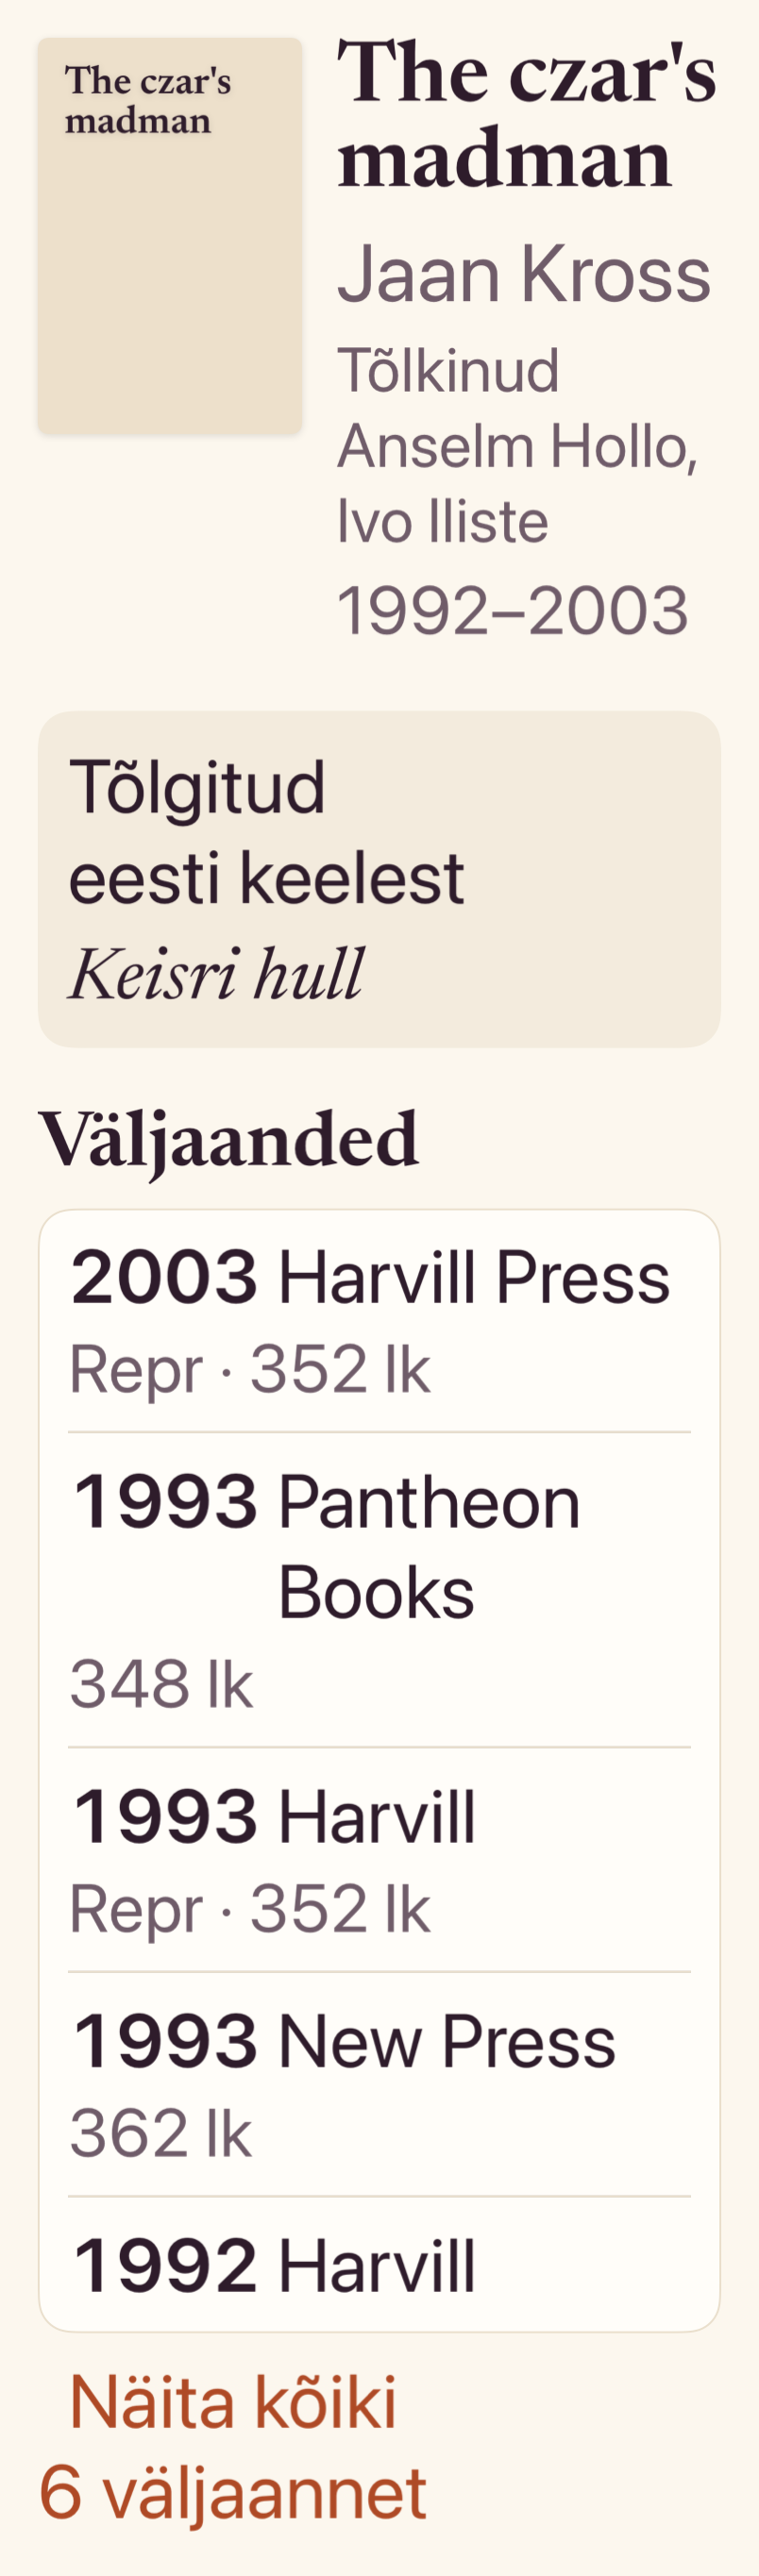 The czar's
madman
The czar's
madman
Jaan Kross
Tõlkinud
Anselm Hollo,
Ivo Iliste
1992–2003
Tõlgitud
eesti keelest
Keisri hull
Väljaanded
2003 Harvill Press
Repr · 352 lk
1993 Pantheon
Books
348 lk
1993 Harvill
Repr · 352 lk
1993 New Press
362 lk
1992 Harvill
Näita kõiki
6 väljaannet